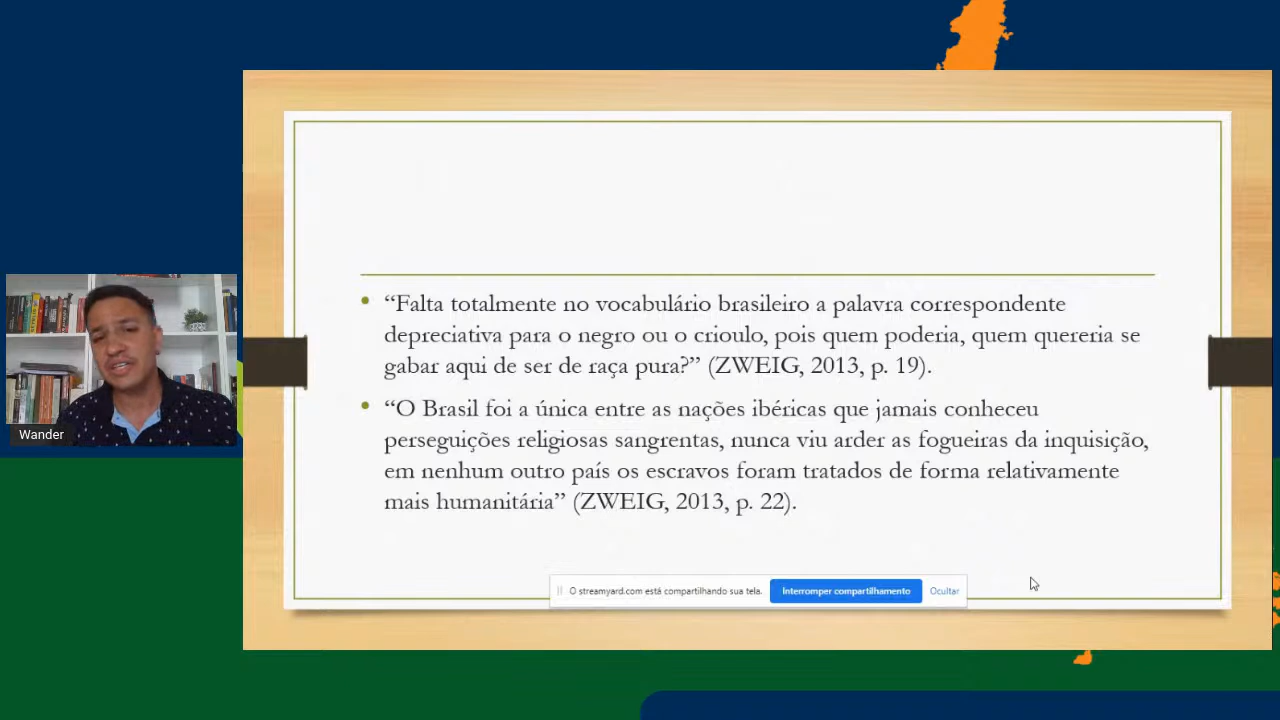 • “Falta totalmente no vocabulário brasileiro a palavra correspondente
depreciativa para o negro ou o crioulo, pois quem poderia, quem quereria se
gabar aqui de ser de raça pura?” (ZWEIG, 2013, p. 19).
• “O Brasil foi a única entre as nações ibéricas que jamais conheceu
perseguições religiosas sangrentas, nunca viu arder as fogueiras da inquisição,
em nenhum outro país os escravos foram tratados de forma relativamente
mais humanitária” (ZWEIG, 2013, p. 22).
Wander
O streamyard.com está compartilhando sua tela. Interromper compartilhamento Ocultar